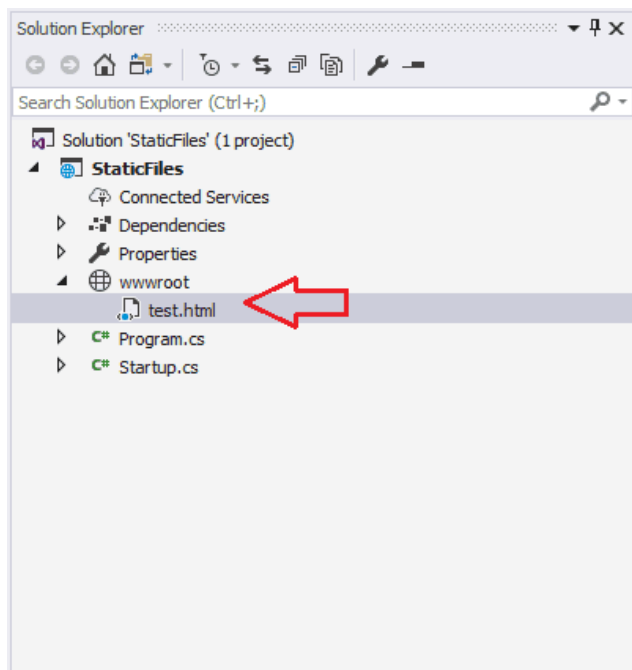 Solution Explorer
Search Solution Explorer (Ctrl+;)
Solution 'StaticFiles' (1 project)
StaticFiles
Connected Services
Dependencies
Properties
wwwroot
test.html
C# Program.cs
C# Startup.cs